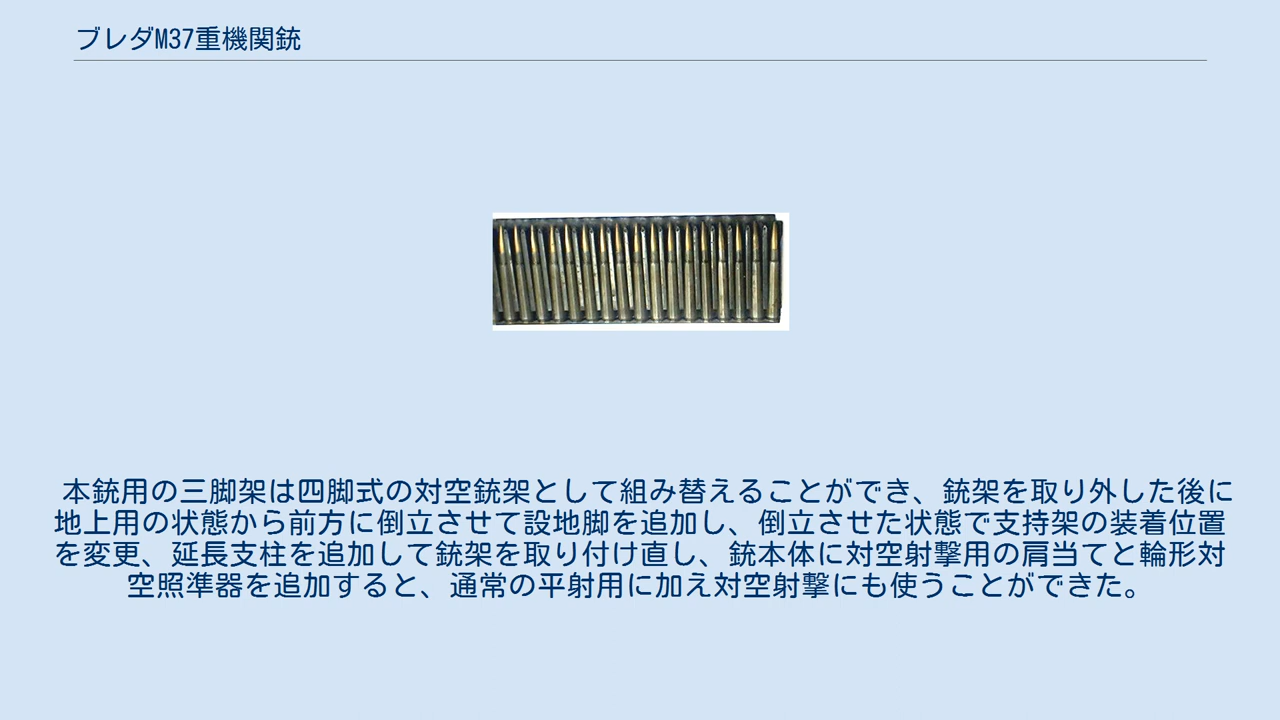 ブレダM37重機関銃
本銃用の三脚架は四脚式の対空銃架として組み替えることができ、銃架を取り外した後に
地上用の状態から前方に倒立させて設地脚を追加し、倒立させた状態で支持架の装着位置
を変更、延長支柱を追加して銃架を取り付け直し、銃本体に対空射撃用の肩当てと輪形対
空照準器を追加すると、通常の平射用に加え対空射撃にも使うことができた。